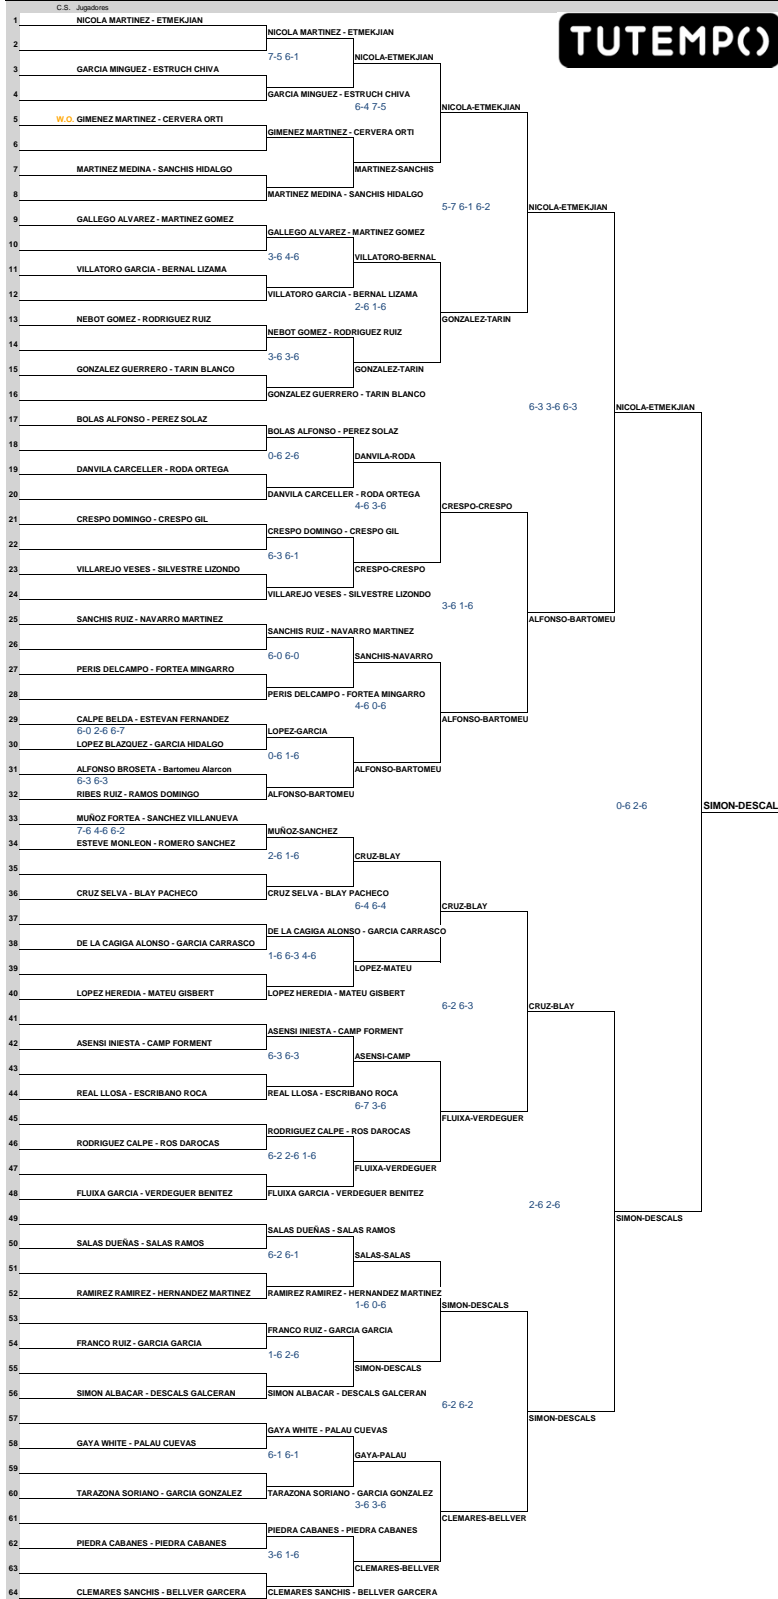 C.S. Jugadores
TUTEMPO
1 NICOLA MARTINEZ - ETMEKJIAN
NICOLA MARTINEZ - ETMEKJIAN
2
7-5 6-1
NICOLA-ETMEKJIAN
3 GARCIA MINGUEZ - ESTRUCH CHIVA
4 GARCIA MINGUEZ - ESTRUCH CHIVA
6-4 7-5
NICOLA-ETMEKJIAN
5 W.O. GIMENEZ MARTINEZ - CERVERA ORTI
GIMENEZ MARTINEZ - CERVERA ORTI
6
7 MARTINEZ MEDINA - SANCHIS HIDALGO
MARTINEZ-SANCHIS
8 MARTINEZ MEDINA - SANCHIS HIDALGO
5-7 6-1 6-2
NICOLA-ETMEKJIAN
9 GALLEGO ALVAREZ - MARTINEZ GOMEZ
GALLEGO ALVAREZ - MARTINEZ GOMEZ
10
3-6 4-6
VILLATORO-BERNAL
11 VILLATORO GARCIA - BERNAL LIZAMA
12 VILLATORO GARCIA - BERNAL LIZAMA
2-6 1-6
13 NEBOT GOMEZ - RODRIGUEZ RUIZ
GONZALEZ-TARIN
NEBOT GOMEZ - RODRIGUEZ RUIZ
14
3-6 3-6
15 GONZALEZ GUERRERO - TARIN BLANCO
GONZALEZ-TARIN
16 GONZALEZ GUERRERO - TARIN BLANCO
6-3 3-6 6-3
NICOLA-ETMEKJIAN
17 BOLAS ALFONSO - PEREZ SOLAZ
BOLAS ALFONSO - PEREZ SOLAZ
18
0-6 2-6
DANVILA-RODA
19 DANVILA CARCELLER - RODA ORTEGA
20 DANVILA CARCELLER - RODA ORTEGA
4-6 3-6
CRESPO-CRESPO
21 CRESPO DOMINGO - CRESPO GIL
CRESPO DOMINGO - CRESPO GIL
22
6-3 6-1
23 VILLAREJO VESES - SILVESTRE LIZONDO
CRESPO-CRESPO
24 VILLAREJO VESES - SILVESTRE LIZONDO
3-6 1-6
25 SANCHIS RUIZ - NAVARRO MARTINEZ
ALFONSO-BARTOMEU
SANCHIS RUIZ - NAVARRO MARTINEZ
26
6-0 6-0
SANCHIS-NAVARRO
27 PERIS DELCAMPO - FORTEA MINGARRO
28 PERIS DELCAMPO - FORTEA MINGARRO
4-6 0-6
29 CALPE BELDA - ESTEVAN FERNANDEZ
ALFONSO-BARTOMEU
6-0 2-6 6-7
LOPEZ-GARCIA
30 LOPEZ BLAZQUEZ - GARCIA HIDALGO
0-6 1-6
31 ALFONSO BROSETA - Bartomeu Alarcon
ALFONSO-BARTOMEU
6-3 6-3
32 RIBES RUIZ - RAMOS DOMINGO
ALFONSO-BARTOMEU
0-6 2-6
SIMON-DESCAL
33 MUÑOZ FORTEA - SANCHEZ VILLANUEVA
7-6 4-6 6-2
MUÑOZ-SANCHEZ
34 ESTEVE MONLEON - ROMERO SANCHEZ
2-6 1-6
CRUZ-BLAY
35
36 CRUZ SELVA - BLAY PACHECO
CRUZ SELVA - BLAY PACHECO
6-4 6-4
CRUZ-BLAY
37
DE LA CAGIGA ALONSO - GARCIA CARRASCO
38 DE LA CAGIGA ALONSO - GARCIA CARRASCO
1-6 6-3 4-6
39
LOPEZ-MATEU
40 LOPEZ HEREDIA - MATEU GISBERT
LOPEZ HEREDIA - MATEU GISBERT
6-2 6-3
CRUZ-BLAY
41
ASENSI INIESTA - CAMP FORMENT
42 ASENSI INIESTA - CAMP FORMENT
6-3 6-3
ASENSI-CAMP
43
44 REAL LLOSA - ESCRIBANO ROCA
REAL LLOSA - ESCRIBANO ROCA
6-7 3-6
45
FLUIXA-VERDEGUER
RODRIGUEZ CALPE - ROS DAROCAS
46 RODRIGUEZ CALPE - ROS DAROCAS
6-2 2-6 1-6
47
FLUIXA-VERDEGUER
48 FLUIXA GARCIA - VERDEGUER BENITEZ
FLUIXA GARCIA - VERDEGUER BENITEZ
2-6 2-6
49
SIMON-DESCALS
SALAS DUEÑAS - SALAS RAMOS
50 SALAS DUEÑAS - SALAS RAMOS
6-2 6-1
SALAS-SALAS
51
52 RAMIREZ RAMIREZ - HERNANDEZ MARTINEZ
RAMIREZ RAMIREZ - HERNANDEZ MARTINEZ
1-6 0-6
SIMON-DESCALS
53
FRANCO RUIZ - GARCIA GARCIA
54 FRANCO RUIZ - GARCIA GARCIA
1-6 2-6
55
SIMON-DESCALS
56 SIMON ALBACAR - DESCALS GALCERAN
SIMON ALBACAR - DESCALS GALCERAN
6-2 6-2
57
SIMON-DESCALS
GAYA WHITE - PALAU CUEVAS
58 GAYA WHITE - PALAU CUEVAS
6-1 6-1
GAYA-PALAU
59
60 TARAZONA SORIANO - GARCIA GONZALEZ
TARAZONA SORIANO - GARCIA GONZALEZ
3-6 3-6
61
CLEMARES-BELLVER
PIEDRA CABANES - PIEDRA CABANES
62 PIEDRA CABANES - PIEDRA CABANES
3-6 1-6
63
CLEMARES-BELLVER
64 CLEMARES SANCHIS - BELLVER GARCERA
CLEMARES SANCHIS - BELLVER GARCERA